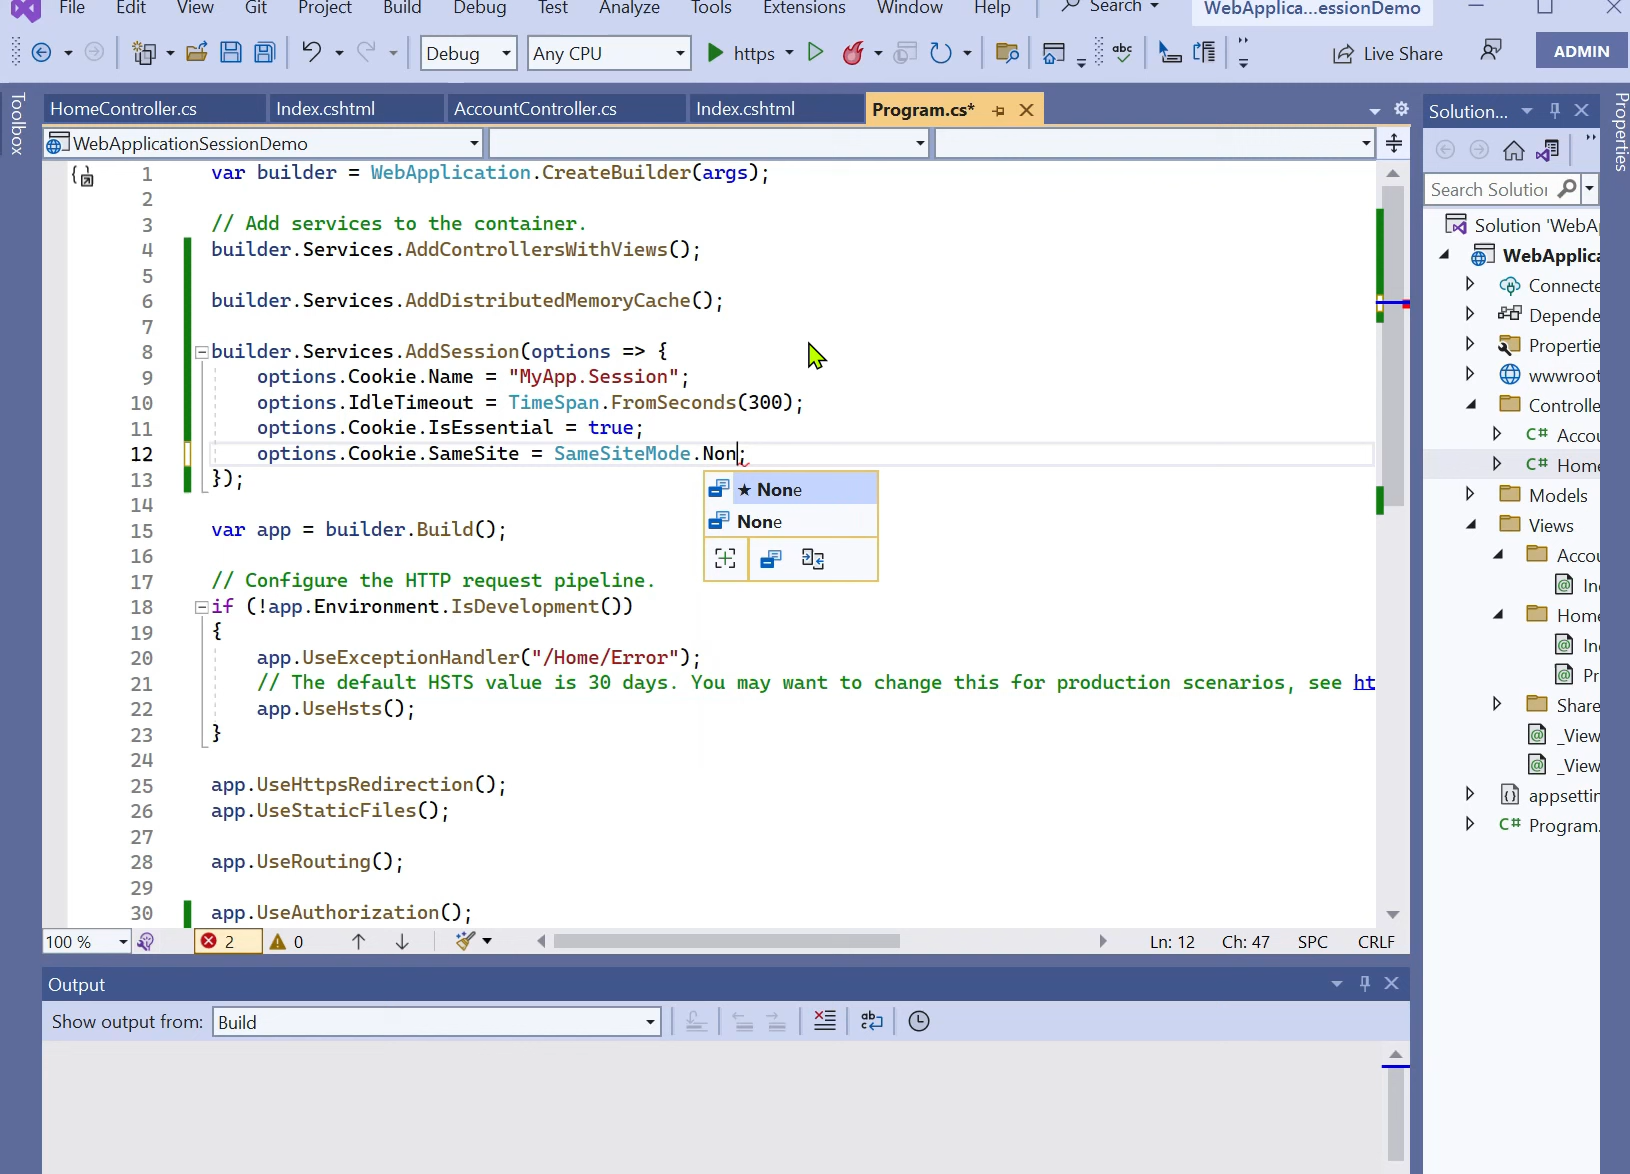 File Edit View Git Project Build Debug Test Analyze Tools Extensions Window Help Search WebApplica...essionDemo
Debug Any CPU https abc Live Share ADMIN
Toolbox
HomeController.cs Index.cshtml AccountController.cs Index.cshtml Program.cs*
WebApplicationSessionDemo
1 var builder = WebApplication.CreateBuilder(args);
2
3 // Add services to the container.
4 builder.Services.AddControllersWithViews();
5
6 builder.Services.AddDistributedMemoryCache();
7
8 builder.Services.AddSession(options => {
9 options.Cookie.Name = "MyApp.Session";
10 options.IdleTimeout = TimeSpan.FromSeconds(300);
11 options.Cookie.IsEssential = true;
12 options.Cookie.SameSite = SameSiteMode.Non;
13 });
★ None
None
14
15 var app = builder.Build();
16
17 // Configure the HTTP request pipeline.
18 if (!app.Environment.IsDevelopment())
19 {
20 app.UseExceptionHandler("/Home/Error");
21 // The default HSTS value is 30 days. You may want to change this for production scenarios, see ht
22 app.UseHsts();
23 }
24
25 app.UseHttpsRedirection();
26 app.UseStaticFiles();
27
28 app.UseRouting();
29
30 app.UseAuthorization();
100 % 2 0 Ln: 12 Ch: 47 SPC CRLF
Output
Show output from: Build
Solution...
Search Solutior
Solution 'WebA
WebApplica
Connecte
Depende
Propertie
wwwroot
Controlle
C# Accou
C# Home
Models
Views
Accou
In
Home
In
Pr
Share
_View
_View
appsettin
C# Program.
Properties